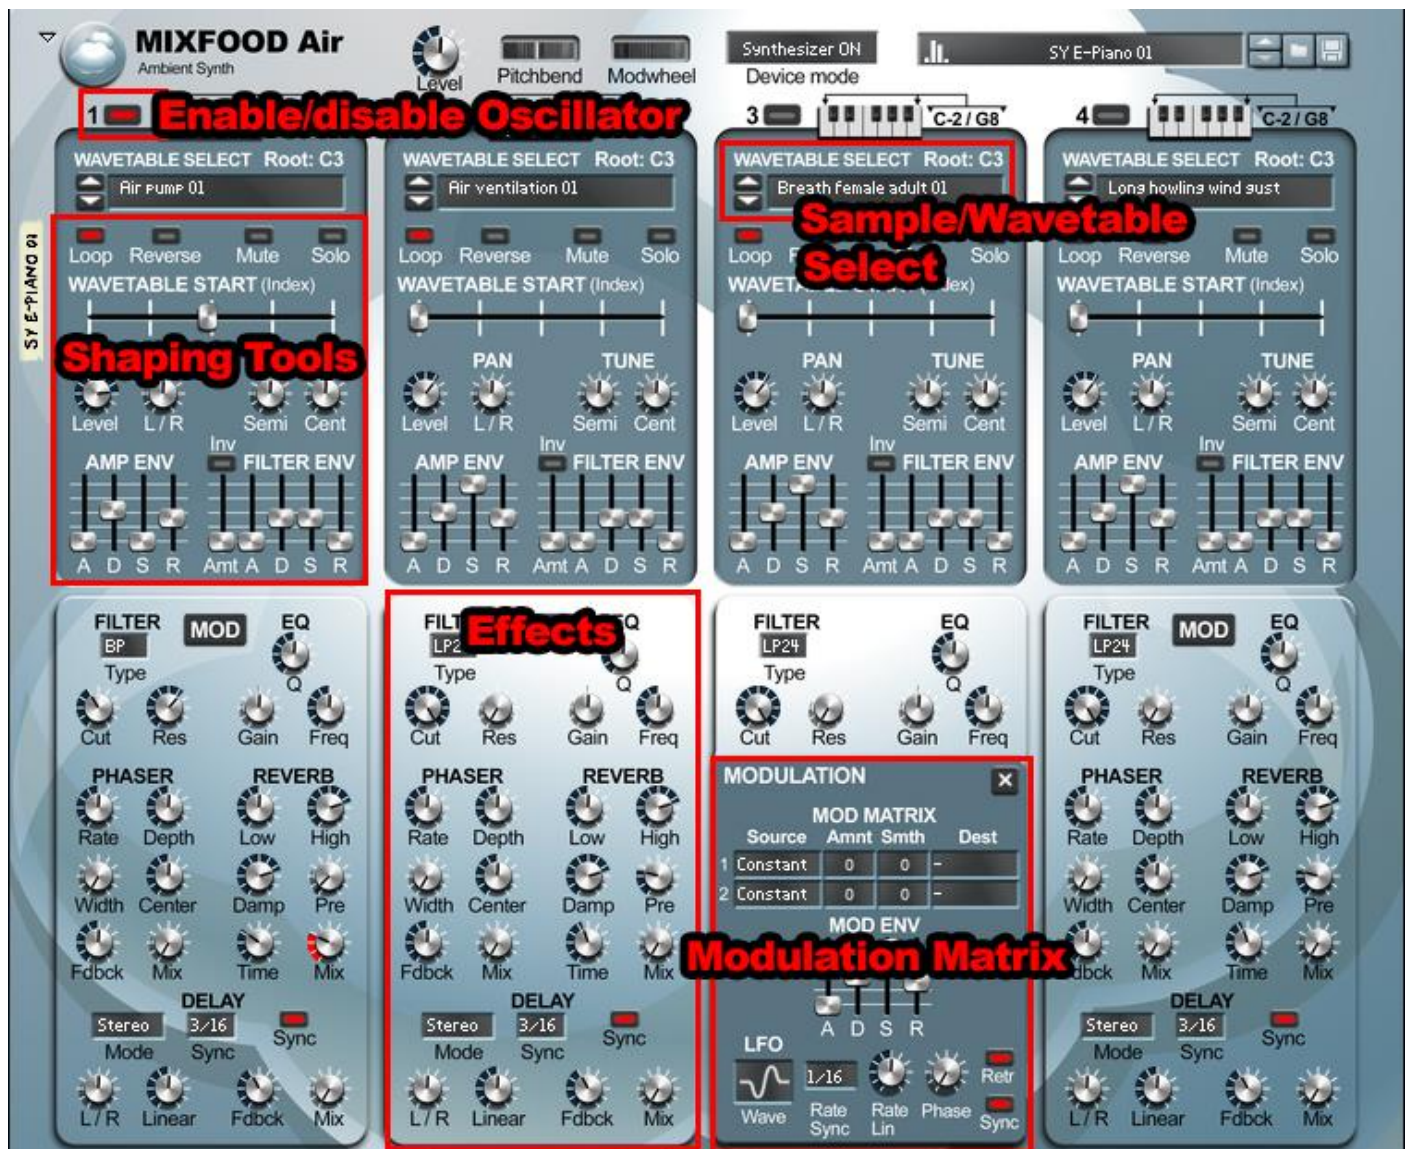 MIXFOOD Air
Ambient Synth
Level
Pitchbend
Modwheel
Synthesizer ON
Device mode
SY E-Piano 01
SY E-PIANO 01
1
Enable/disable Oscillator
3
C-2 / G8
4
C-2 / G8
WAVETABLE SELECT Root: C3
Air pump 01
WAVETABLE SELECT Root: C3
Air ventilation 01
WAVETABLE SELECT Root: C3
Breath female adult 01
WAVETABLE SELECT Root: C3
Long howling wind gust
Sample/Wavetable
Select
Loop Reverse Mute Solo
WAVETABLE START (Index)
Shaping Tools
Level L / R Semi Cent
Inv
AMP ENV FILTER ENV
A D S R Amt A D S R
Loop Reverse Mute Solo
WAVETABLE START (Index)
PAN TUNE
Level L / R Semi Cent
Inv
AMP ENV FILTER ENV
A D S R Amt A D S R
Loop Solo
PAN TUNE
Level L / R Semi Cent
Inv
AMP ENV FILTER ENV
A D S R Amt A D S R
Loop Reverse Mute Solo
WAVETABLE START (Index)
PAN TUNE
Level L / R Semi Cent
Inv
AMP ENV FILTER ENV
A D S R Amt A D S R
FILTER MOD EQ
BP
Type Q
Cut Res Gain Freq
PHASER REVERB
Rate Depth Low High
Width Center Damp Pre
Fdbck Mix Time Mix
DELAY
Stereo 3/16
Mode Sync Sync
L / R Linear Fdbck Mix
Effects
Type Q
Cut Res Gain Freq
PHASER REVERB
Rate Depth Low High
Width Center Damp Pre
Fdbck Mix Time Mix
DELAY
Stereo 3/16
Mode Sync Sync
L / R Linear Fdbck Mix
FILTER EQ
LP24
Type Q
Cut Res Gain Freq
MODULATION X
MOD MATRIX
Source Amnt Smth Dest
1 Constant 0 0 -
2 Constant 0 0 -
MOD ENV
Modulation Matrix
A D S R
LFO
1/16
Retr
Wave Rate Sync Rate Lin Phase Sync
FILTER MOD EQ
LP24
Type Q
Cut Res Gain Freq
PHASER REVERB
Rate Depth Low High
Width Center Damp Pre
Fdbck Mix Time Mix
DELAY
Stereo 3/16
Mode Sync Sync
L / R Linear Fdbck Mix